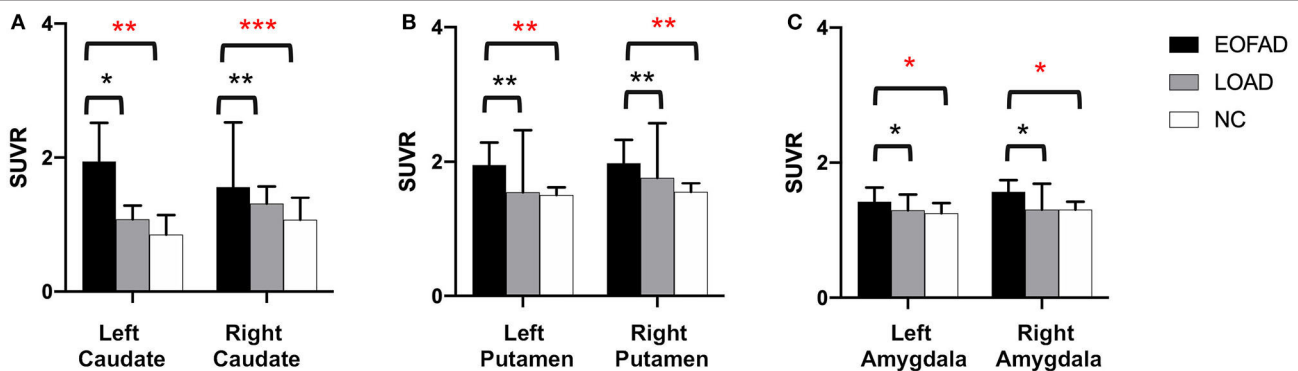 A
SUVR
4
2
0
**
***
*
**
Left
Caudate
Right
Caudate
B
SUVR
4
2
0
**
**
**
**
Left
Putamen
Right
Putamen
C
SUVR
4
2
0
*
*
*
*
Left
Amygdala
Right
Amygdala
EOFAD
LOAD
NC